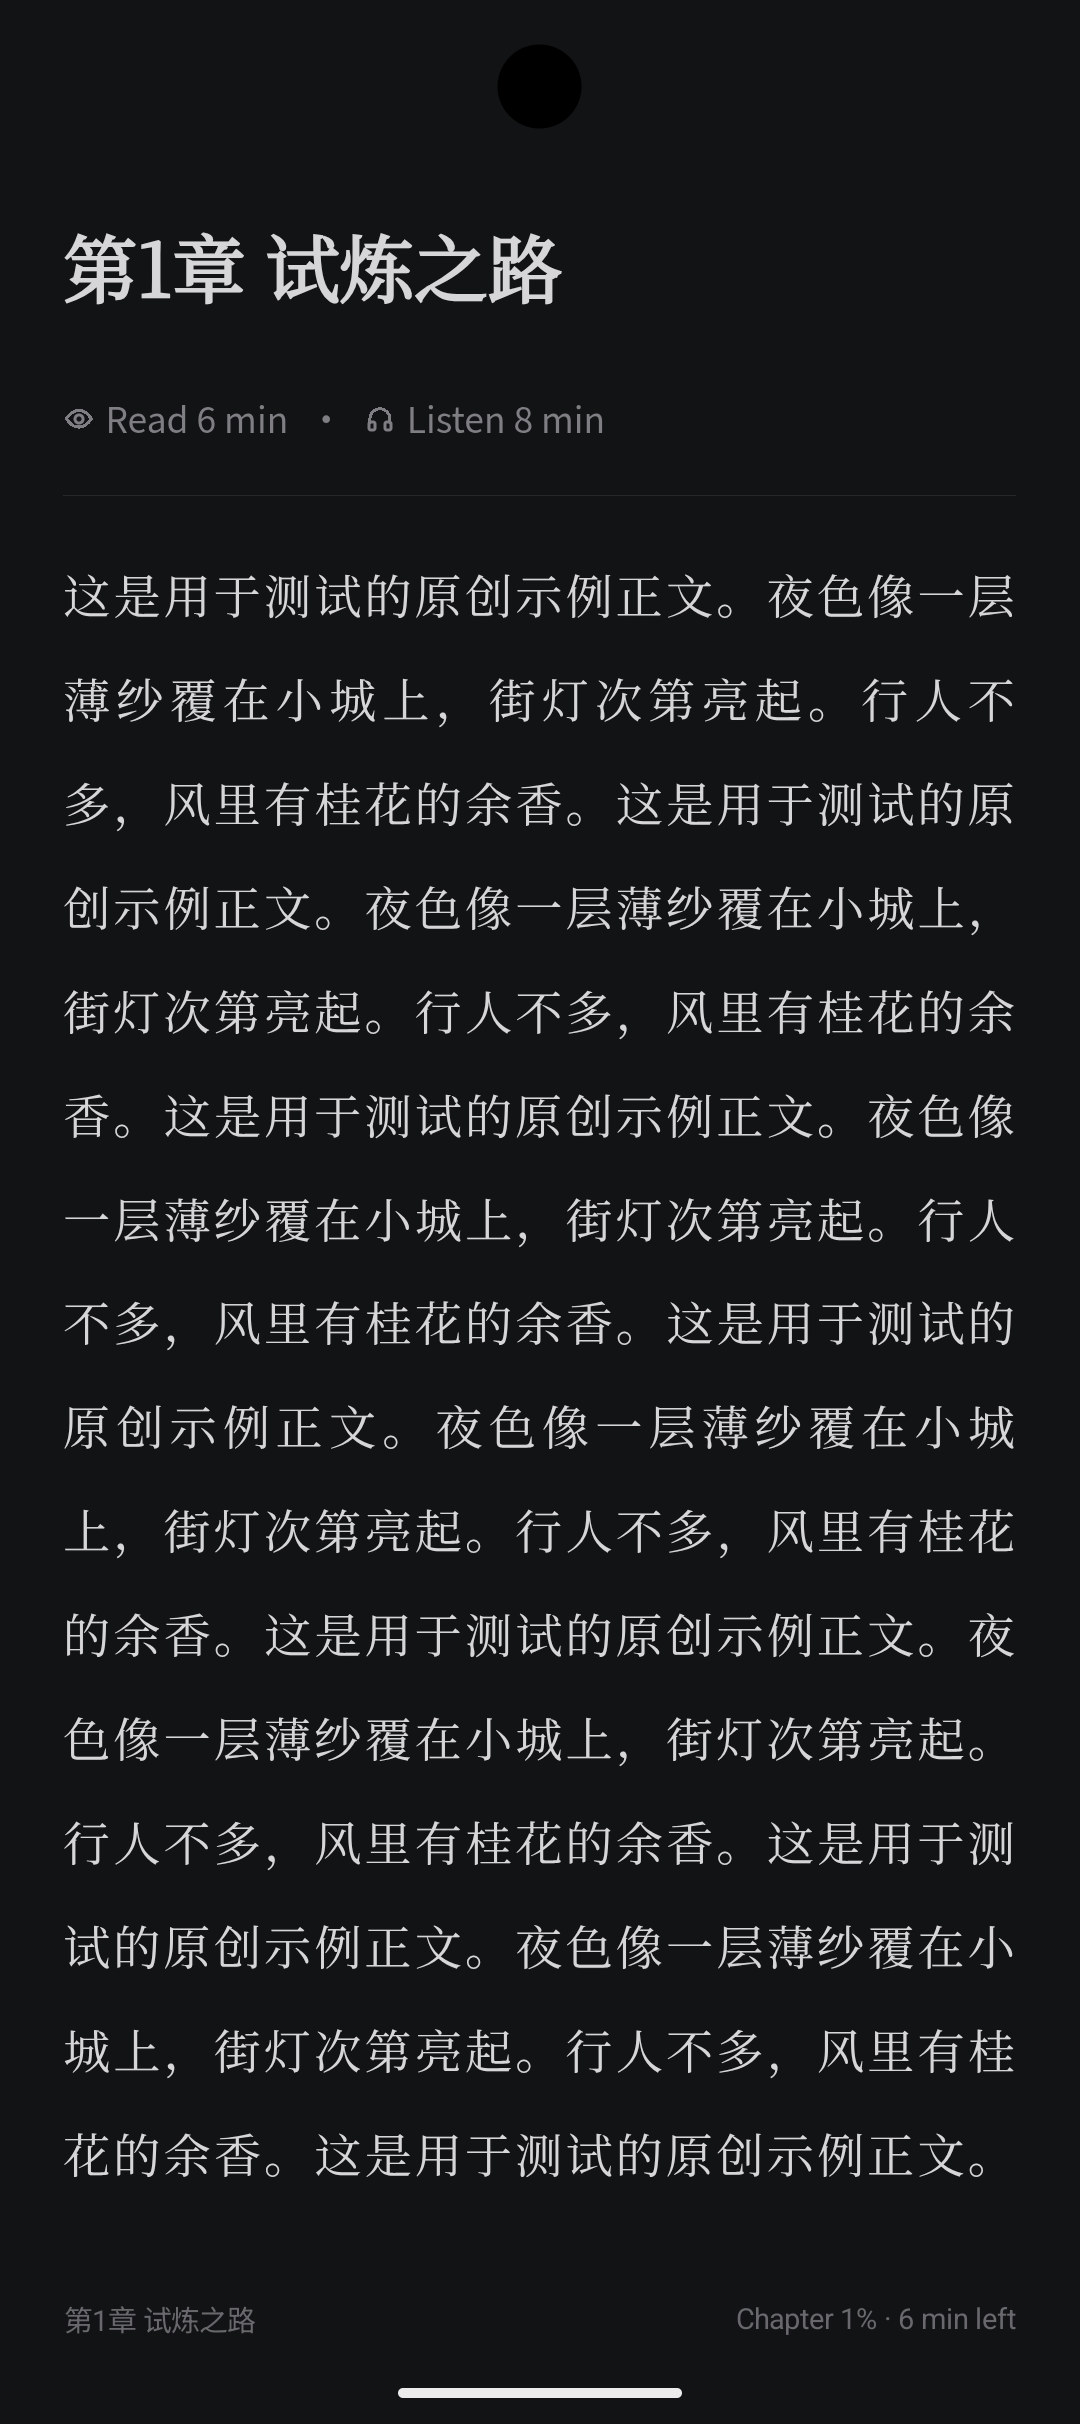 第1章 试炼之路
Read 6 min • Listen 8 min
这是用于测试的原创示例正文。夜色像一层
薄纱覆在小城上，街灯次第亮起。行人不
多，风里有桂花的余香。这是用于测试的原
创示例正文。夜色像一层薄纱覆在小城上，
街灯次第亮起。行人不多，风里有桂花的余
香。这是用于测试的原创示例正文。夜色像
一层薄纱覆在小城上，街灯次第亮起。行人
不多，风里有桂花的余香。这是用于测试的
原创示例正文。夜色像一层薄纱覆在小城
上，街灯次第亮起。行人不多，风里有桂花
的余香。这是用于测试的原创示例正文。夜
色像一层薄纱覆在小城上，街灯次第亮起。
行人不多，风里有桂花的余香。这是用于测
试的原创示例正文。夜色像一层薄纱覆在小
城上，街灯次第亮起。行人不多，风里有桂
花的余香。这是用于测试的原创示例正文。
第1章 试炼之路
Chapter 1% · 6 min left